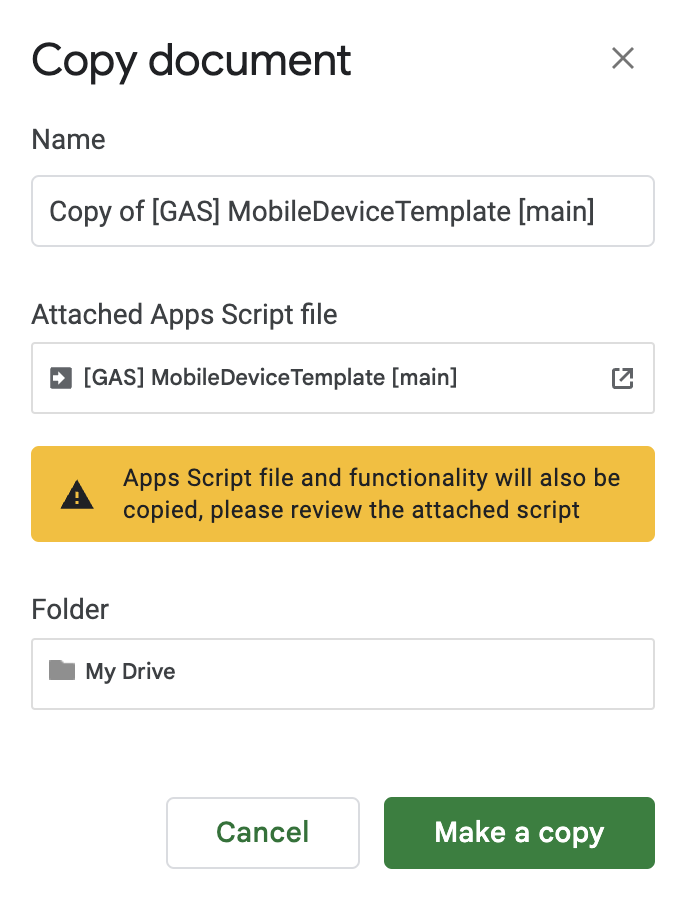 Copy document
Name
Copy of [GAS] MobileDeviceTemplate [main]
Attached Apps Script file
[GAS] MobileDeviceTemplate [main]
Apps Script file and functionality will also be
copied, please review the attached script
Folder
My Drive
Cancel
Make a copy